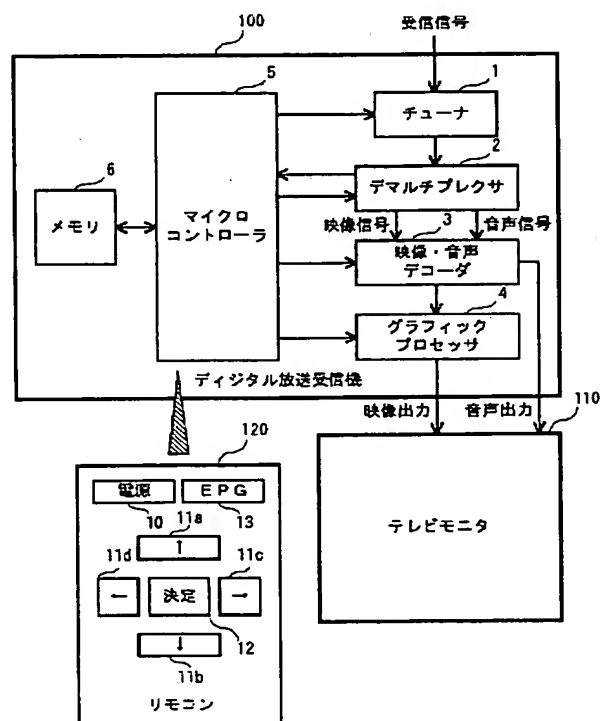 100
受信信号
5
1
チューナ
2
6
デマルチプレクサ
メモリ
マイクロ
コントローラ
映像信号
3
音声信号
映像・音声
デコーダ
4
グラフィック
プロセッサ
ディジタル放送受信機
映像出力
音声出力
110
120
電源
EPG
10
11a
13
テレビモニタ
11d
↑
11c
←
決定
→
↓
12
11b
リモコン